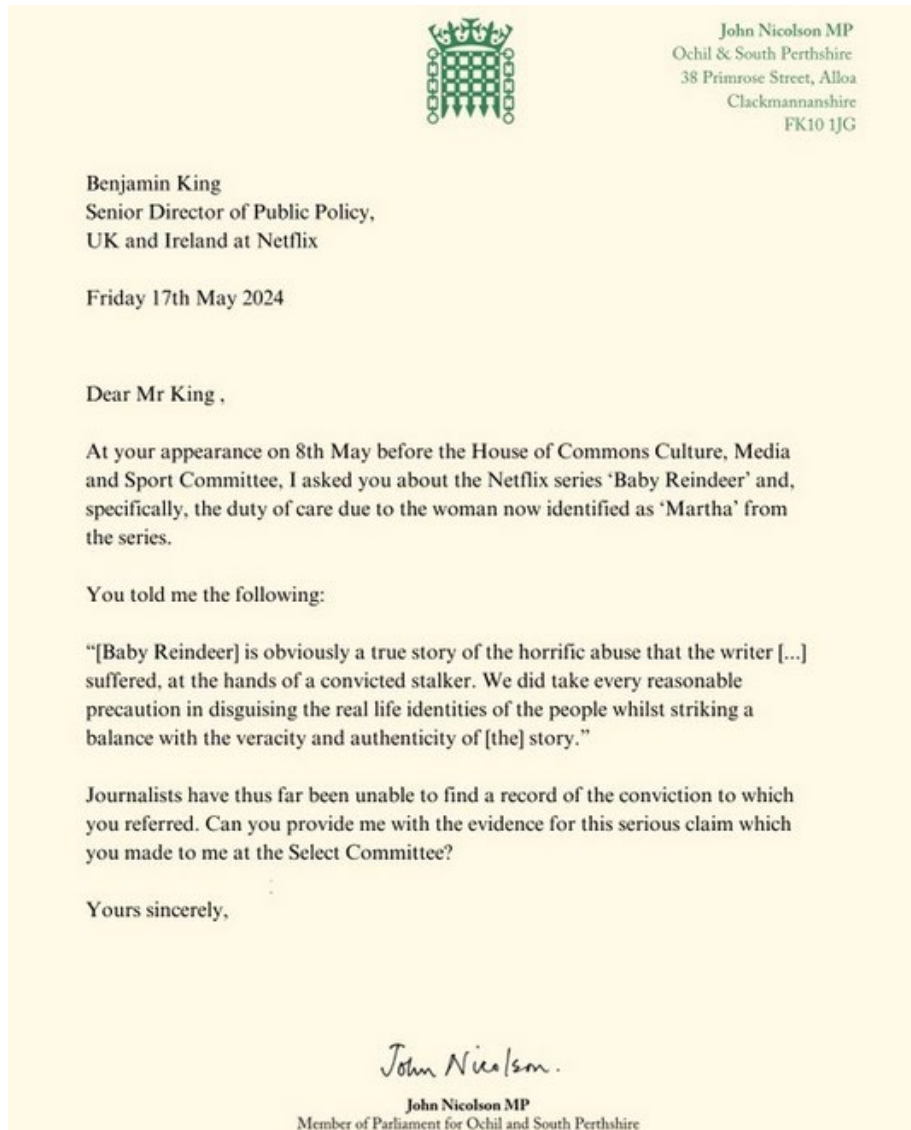 John Nicolson MP
Ochil & South Perthshire
38 Primrose Street, Alloa
Clackmannanshire
FK10 1JG
Benjamin King
Senior Director of Public Policy,
UK and Ireland at Netflix
Friday 17th May 2024
Dear Mr King ,
At your appearance on 8th May before the House of Commons Culture, Media
and Sport Committee, I asked you about the Netflix series ‘Baby Reindeer’ and,
specifically, the duty of care due to the woman now identified as ‘Martha’ from
the series.
You told me the following:
“[Baby Reindeer] is obviously a true story of the horrific abuse that the writer [...]
suffered, at the hands of a convicted stalker. We did take every reasonable
precaution in disguising the real life identities of the people whilst striking a
balance with the veracity and authenticity of [the] story.”
Journalists have thus far been unable to find a record of the conviction to which
you referred. Can you provide me with the evidence for this serious claim which
you made to me at the Select Committee?
Yours sincerely,
John Nicolson.
John Nicolson MP
Member of Parliament for Ochil and South Perthshire